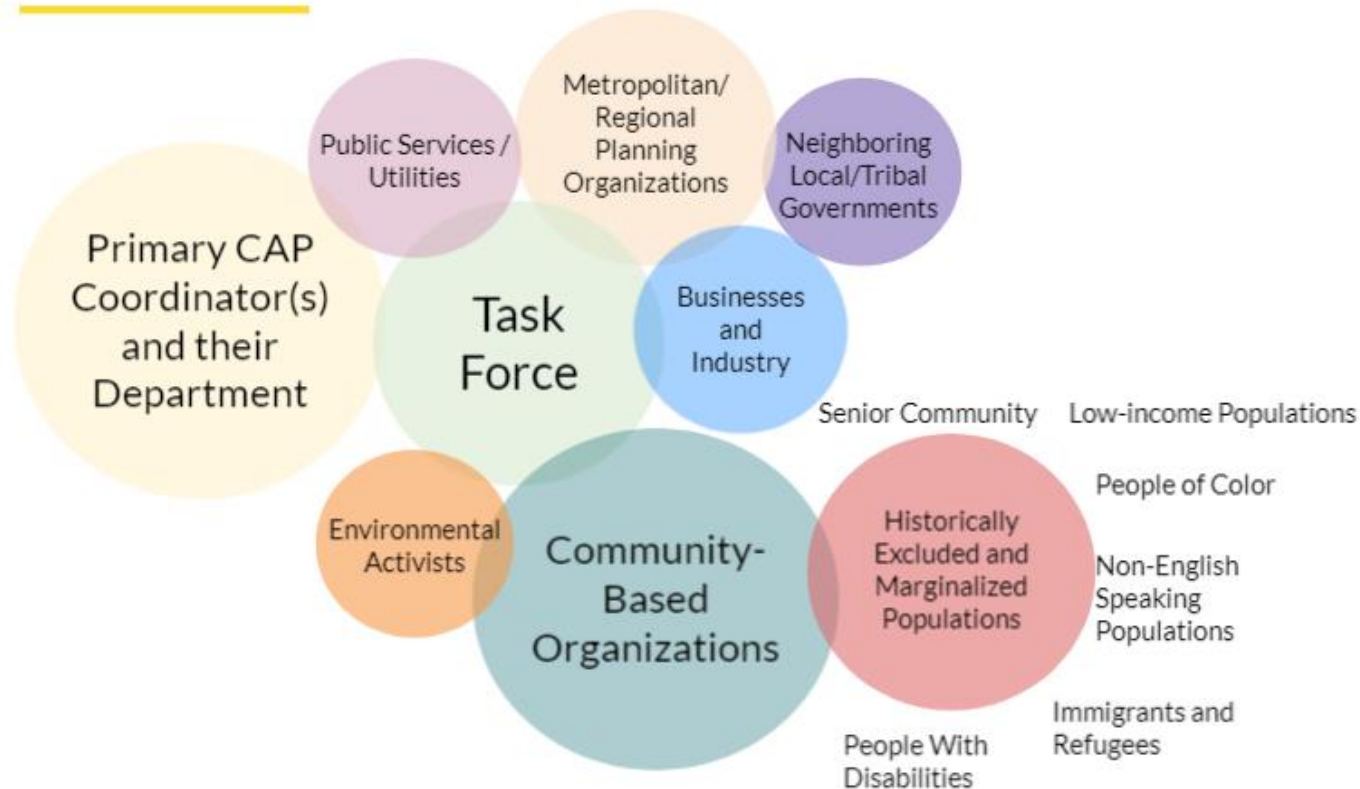 Public Services /
Utilities
Metropolitan/
Regional
Planning
Organizations
Neighboring
Local/Tribal
Governments
Primary CAP
Coordinator(s)
and their
Department
Task
Force
Businesses
and
Industry
Senior Community
Low-income Populations
People of Color
Environmental
Activists
Community-
Based
Organizations
Historically
Excluded and
Marginalized
Populations
Non-English
Speaking
Populations
Immigrants and
Refugees
People With
Disabilities